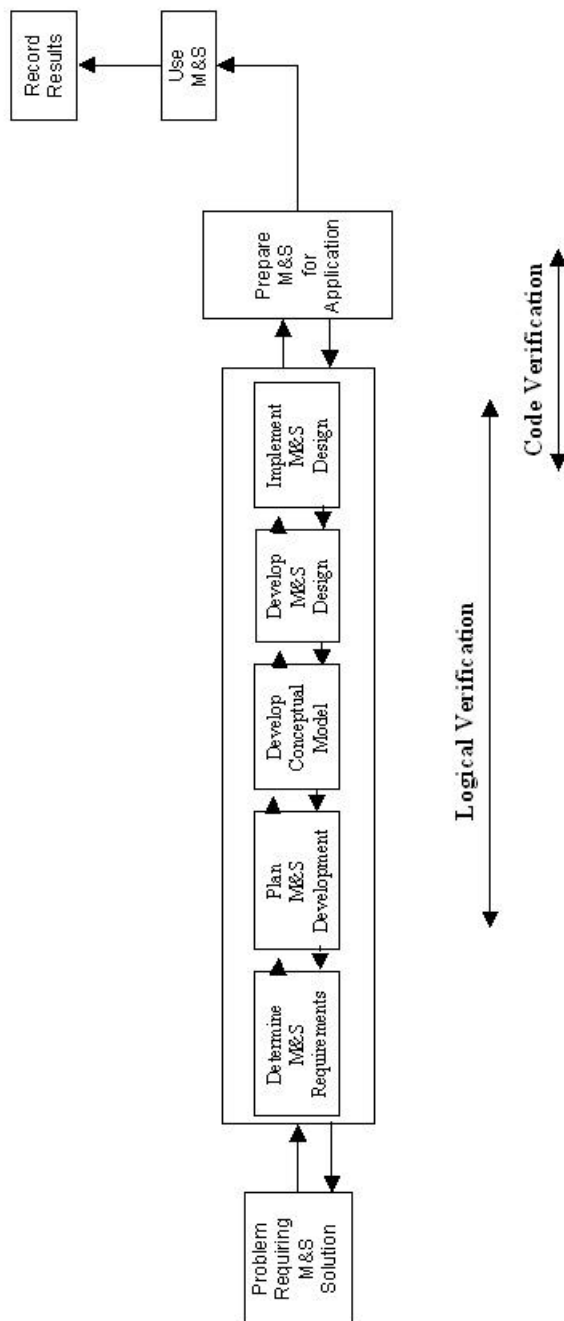 Problem
Requiring
M&S
Solution
Determine
M&S
Requirements
Plan
M&S
Development
Develop
Conceptual
Model
Develop
M&S
Design
Implement
M&S
Design
Prepare
M&S
for
Application
Use
M&S
Record
Results
Logical Verification
Code Verification